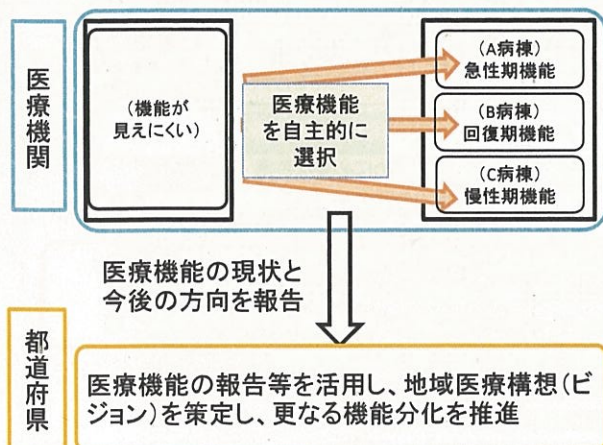 医療機関
(機能が
見えにくい)
医療機能
を自主的に
選択
(A病棟)
急性期機能
(B病棟)
回復期機能
(C病棟)
慢性期機能
医療機能の現状と
今後の方向を報告
都道府県
医療機能の報告等を活用し、地域医療構想(ビ
ジョン)を策定し、更なる機能分化を推進